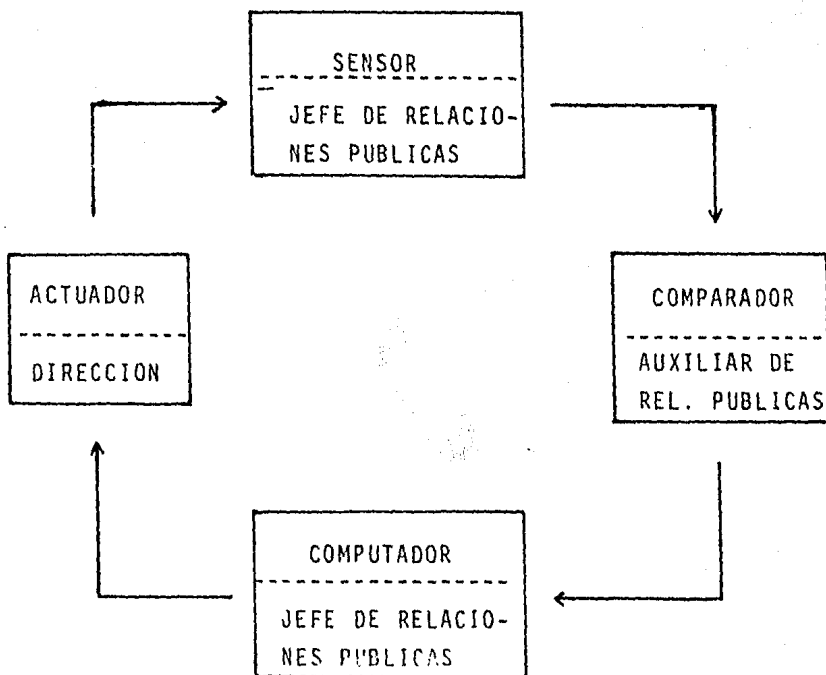 SENSOR
JEFE DE RELACIO-
NES PUBLICAS
ACTUADOR
DIRECCION
COMPARADOR
AUXILIAR DE
REL. PUBLICAS
COMPUTADOR
JEFE DE RELACIO-
NES PUBLICAS